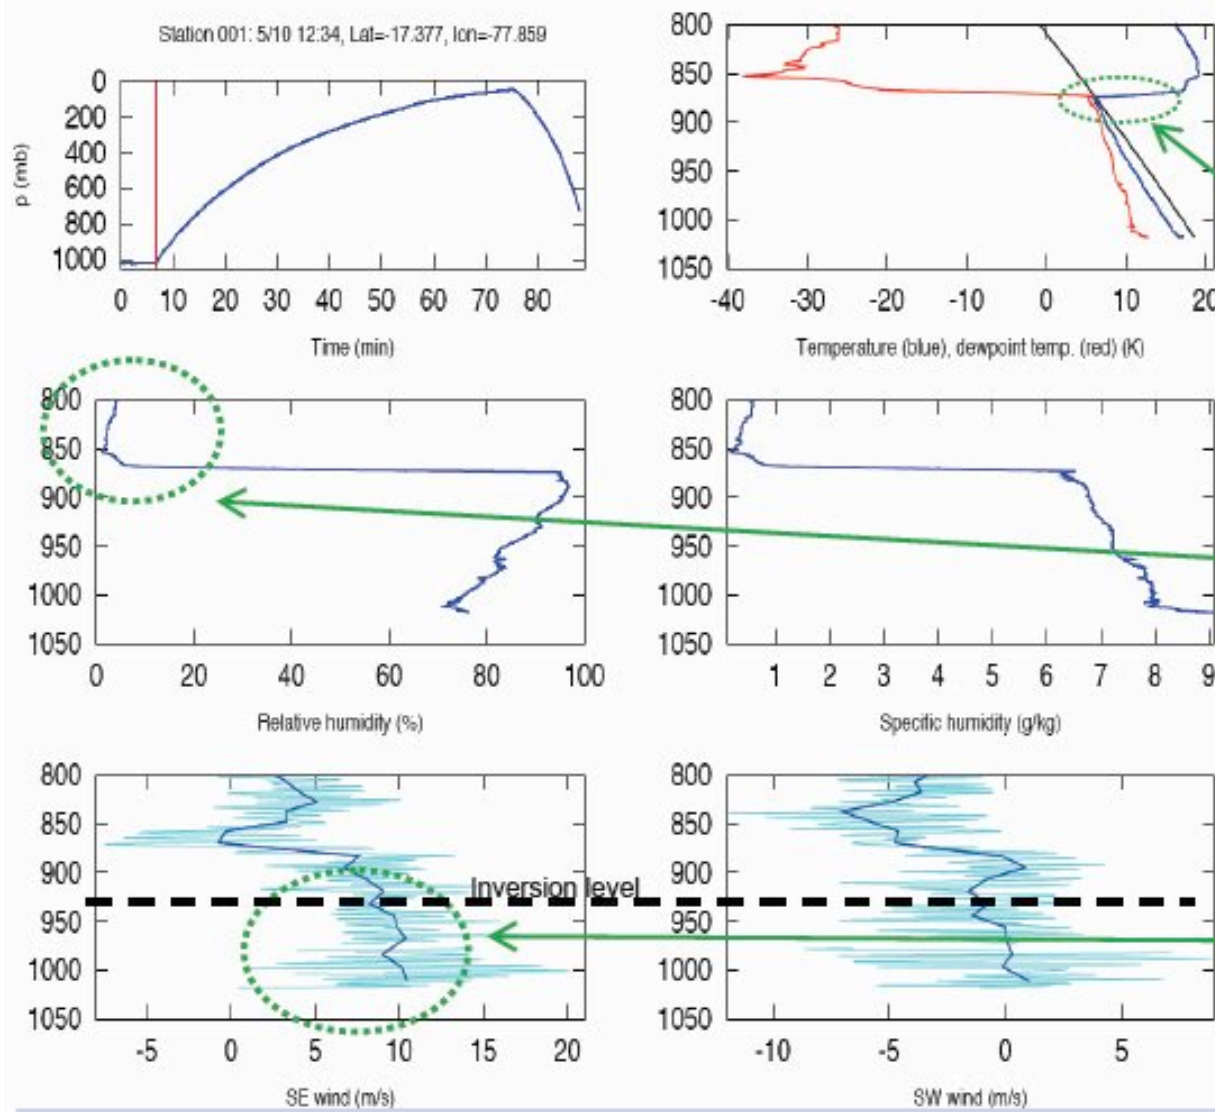 Station 001: 5/10 12:34, Lat=-17.377, lon=-77.859
0
200
400
600
800
1000
p (mb)
0 10 20 30 40 50 60 70 80
Time (min)
800
850
900
950
1000
1050
-40 -30 -20 -10 0 10 20
Temperature (blue), dewpoint temp. (red) (K)
800
850
900
950
1000
1050
0 20 40 60 80 100
Relative humidity (%)
800
850
900
950
1000
1050
1 2 3 4 5 6 7 8 9
Specific humidity (g/kg)
800
850
900
950
1000
1050
Inversion level
-5 0 5 10 15 20
SE wind (m/s)
800
850
900
950
1000
1050
-10 -5 0 5
SW wind (m/s)